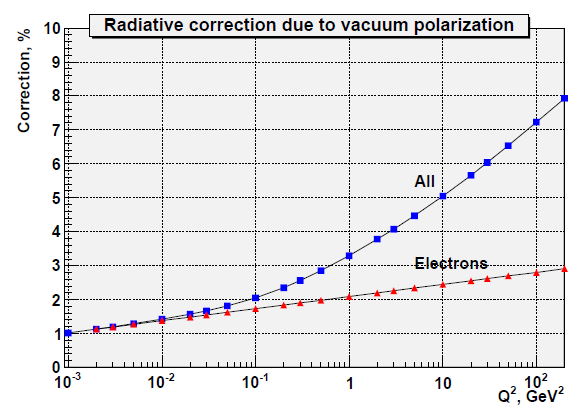 Radiative correction due to vacuum polarization
Correction, %
10
9
8
7
6
5
4
3
2
1
0
All
Electrons
10⁻³ 10⁻² 10⁻¹ 1 10 10²
Q², GeV²